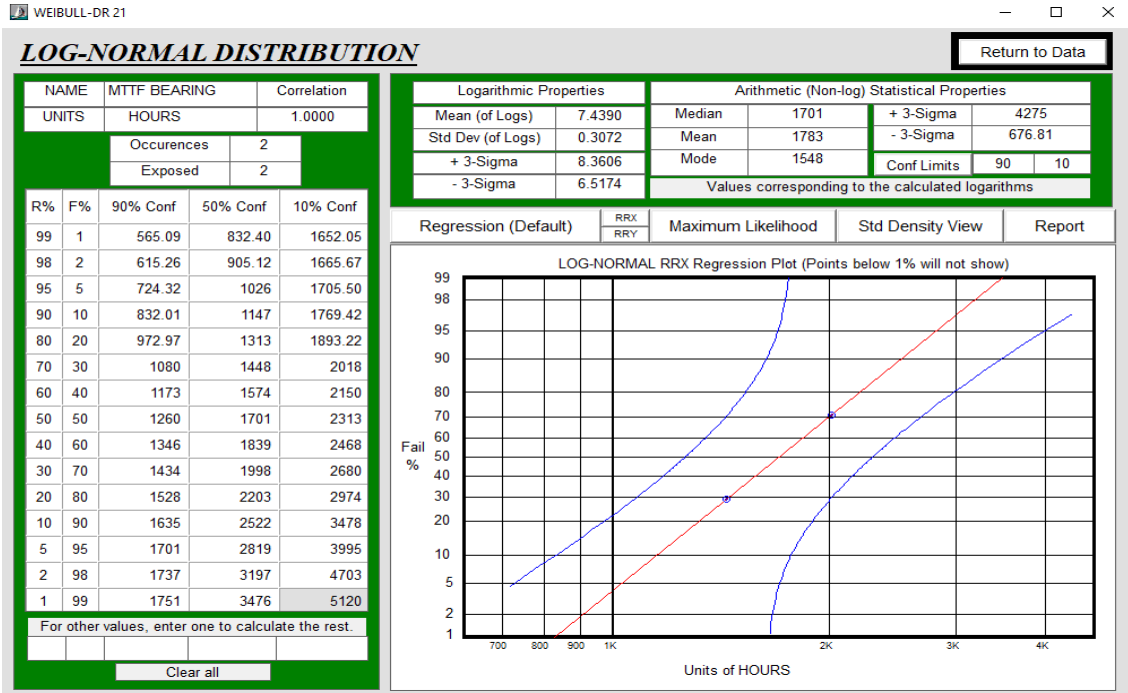 WEIBULL-DR 21
LOG-NORMAL DISTRIBUTION
Return to Data
NAME MTTF BEARING Correlation
UNITS HOURS 1.0000
Occurences 2
Exposed 2
R% F% 90% Conf 50% Conf 10% Conf
99 1 565.09 832.40 1652.05
98 2 615.26 905.12 1665.67
95 5 724.32 1026 1705.50
90 10 832.01 1147 1769.42
80 20 972.97 1313 1893.22
70 30 1080 1448 2018
60 40 1173 1574 2150
50 50 1260 1701 2313
40 60 1346 1839 2468
30 70 1434 1998 2680
20 80 1528 2203 2974
10 90 1635 2522 3478
5 95 1701 2819 3995
2 98 1737 3197 4703
1 99 1751 3476 5120
For other values, enter one to calculate the rest.
Clear all
Logarithmic Properties
Mean (of Logs) 7.4390
Std Dev (of Logs) 0.3072
+ 3-Sigma 8.3606
- 3-Sigma 6.5174
Arithmetic (Non-log) Statistical Properties
Median 1701 + 3-Sigma 4275
Mean 1783 - 3-Sigma 676.81
Mode 1548 Conf Limits 90 10
Values corresponding to the calculated logarithms
Regression (Default) RRX RRY Maximum Likelihood Std Density View Report
LOG-NORMAL RRX Regression Plot (Points below 1% will not show)
99
98
95
90
80
70
60
Fail %
50
40
30
20
10
5
2
1
700 800 900 1K 2K 3K 4K
Units of HOURS